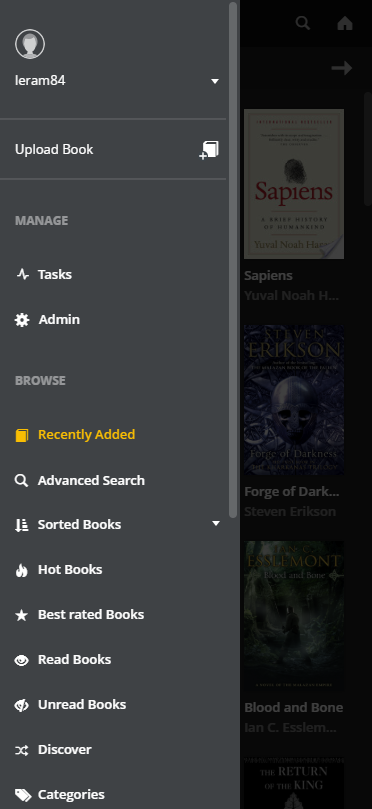 leram84
Upload Book
MANAGE
Tasks
Admin
BROWSE
Recently Added
Advanced Search
Sorted Books
Hot Books
Best rated Books
Read Books
Unread Books
Discover
Categories
INTERNATIONAL BESTSELLER
Sapiens
A BRIEF HISTORY
OF HUMANKIND
Yuval Noah Har
Sapiens
Yuval Noah H...
STEVEN
ERIKSON
Forge of Darkness
Forge of Dark...
Steven Erikson
ESSLEMONT
Blood and Bone
Blood and Bone
Ian C. Esslem...
THE RETURN
OF THE KING